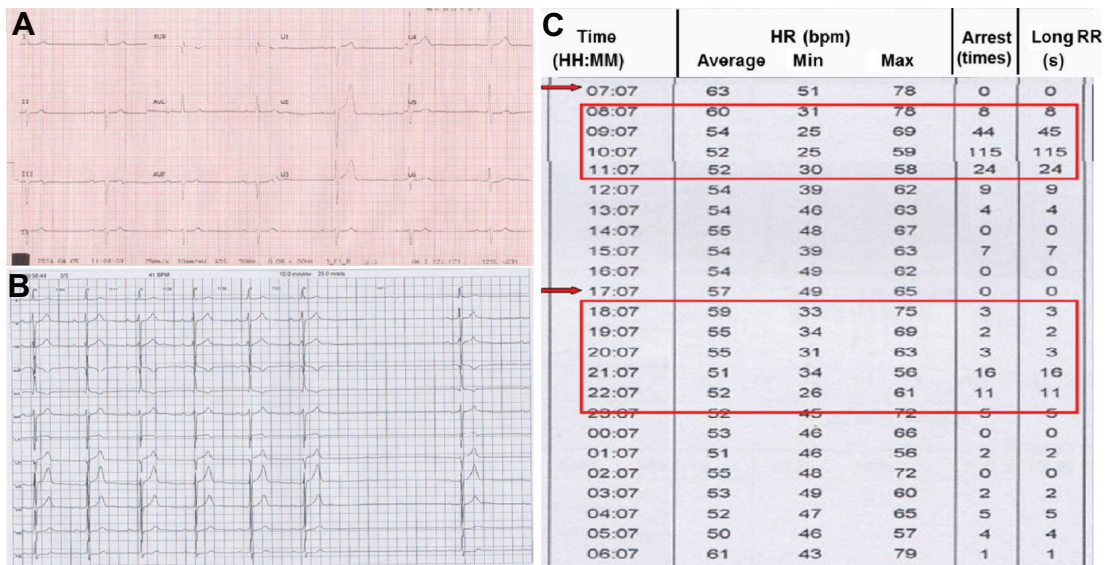 A
I AVR V1 V4
II AVL V2 V5
III AVF V3 V6
II
25mm/s 10mm/mV ADS 50Hz
B
3/3 41 BPM 10.0 mm/mv 25.0 mm/s
C
Time HR (bpm) Arrest Long RR
(HH:MM) Average Min Max (times) (s)
07:07 63 51 78 0 0
08:07 60 31 78 8 8
09:07 54 25 69 44 45
10:07 52 25 59 115 115
11:07 52 30 58 24 24
12:07 54 39 62 9 9
13:07 54 46 63 4 4
14:07 55 48 67 0 0
15:07 54 39 63 7 7
16:07 54 49 62 0 0
17:07 57 49 65 0 0
18:07 59 33 75 3 3
19:07 55 34 69 2 2
20:07 55 31 63 3 3
21:07 51 34 56 16 16
22:07 52 26 61 11 11
23:07 52 45 72 5 5
00:07 53 46 66 0 0
01:07 51 46 56 2 2
02:07 55 48 72 0 0
03:07 53 49 60 2 2
04:07 52 47 65 5 5
05:07 50 46 57 4 4
06:07 61 43 79 1 1